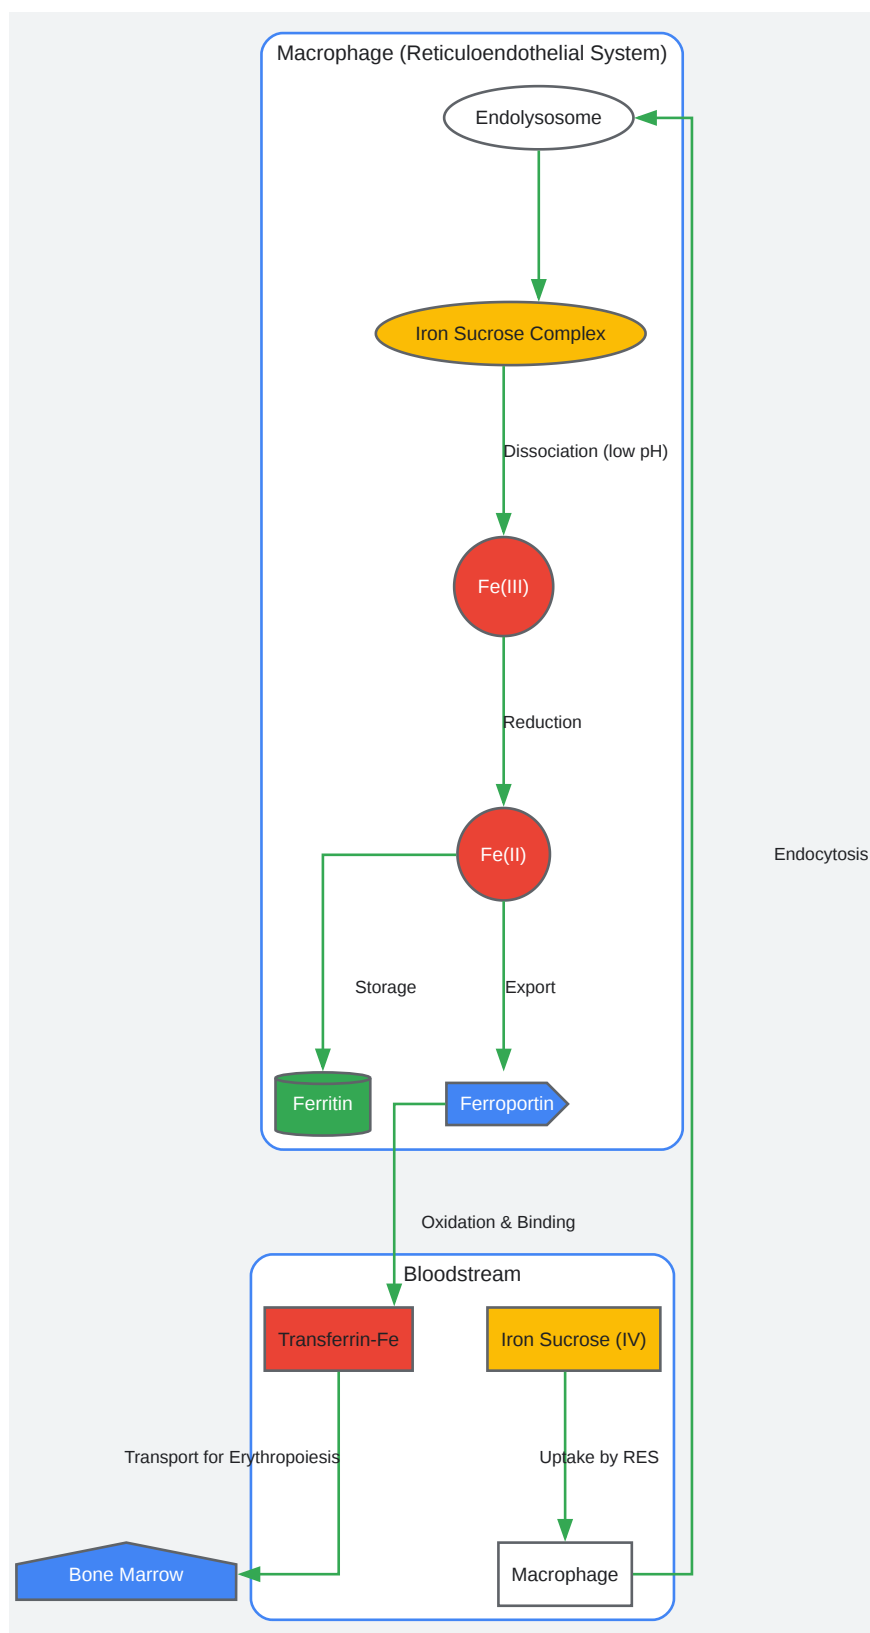 Macrophage (Reticuloendothelial System)
Endolysosome
Iron Sucrose Complex
Dissociation (low pH)
Fe(III)
Reduction
Fe(II)
Endocytosis
Storage
Export
Ferritin
Ferroportin
Oxidation & Binding
Bloodstream
Transferrin-Fe
Iron Sucrose (IV)
Transport for Erythropoiesis
Uptake by RES
Bone Marrow
Macrophage